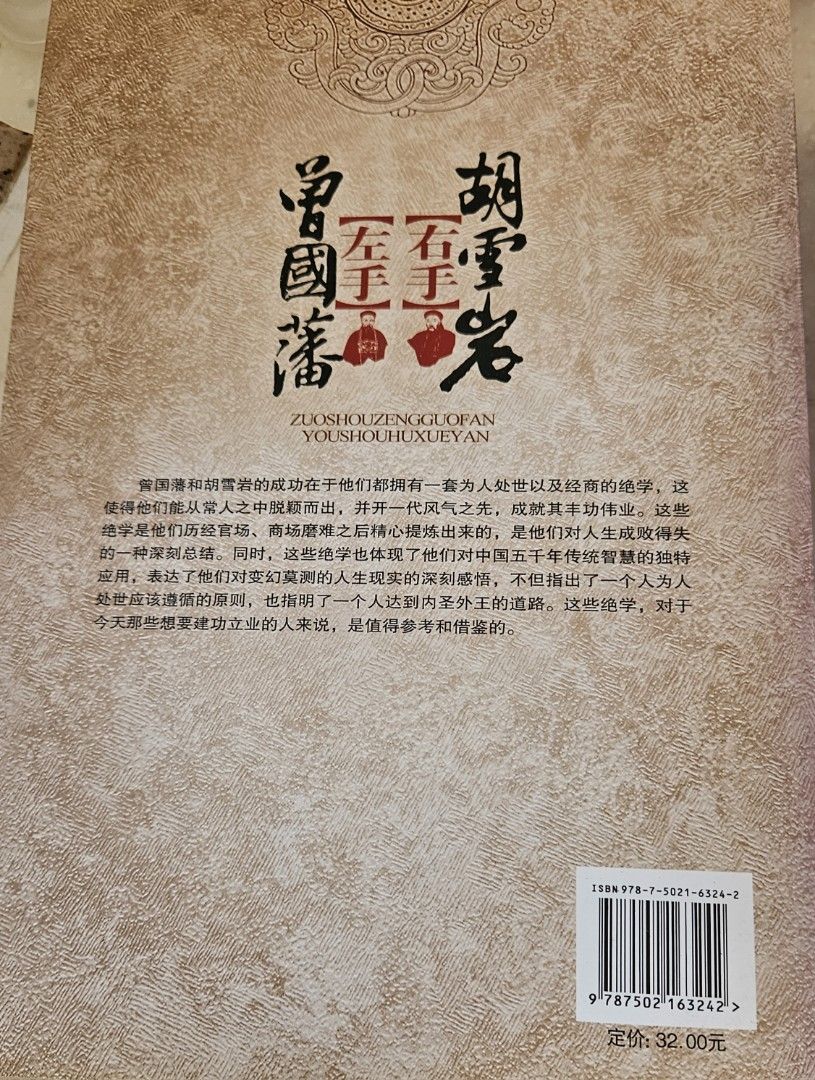 曾國藩
【左手】
【右手】
胡雪岩
ZUOSHOUZENGGUOFAN
YOUSHOUHUXUEYAN
曾国藩和胡雪岩的成功在于他们都拥有一套为人处世以及经商的绝学，这
使得他们能从常人之中脱颖而出，并开一代风气之先，成就其丰功伟业。这些
绝学是他们历经官场、商场磨难之后精心提炼出来的，是他们对人生成败得失
的一种深刻总结。同时，这些绝学也体现了他们对中国五千年传统智慧的独特
应用，表达了他们对变幻莫测的人生现实的深刻感悟，不但指出了一个人为人
处世应该遵循的原则，也指明了一个人达到内圣外王的道路。这些绝学，对于
今天那些想要建功立业的人来说，是值得参考和借鉴的。
ISBN 978-7-5021-6324-2
9 787502 163242 >
定价: 32.00元